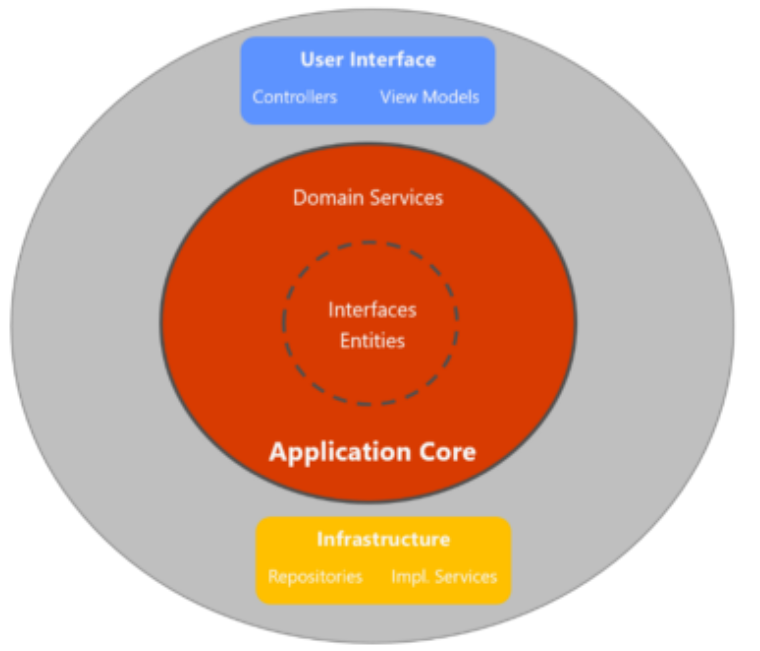 User Interface
Controllers View Models
Domain Services
Interfaces
Entities
Application Core
Infrastructure
Repositories Impl. Services